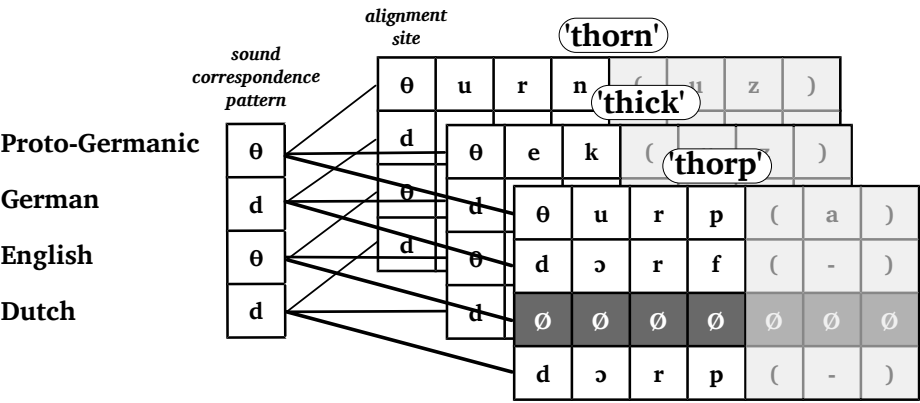 alignment
site
'thorn'
sound
correspondence
pattern
θ u r n ( u z )
'thick'
d
Proto-Germanic
θ
θ e k ( z )
'thorp'
German
d
θ
d
θ u r p ( a )
English
θ
d
θ
d ɔ r f ( - )
Dutch
d
d
Ø Ø Ø Ø Ø Ø Ø
d ɔ r p ( - )